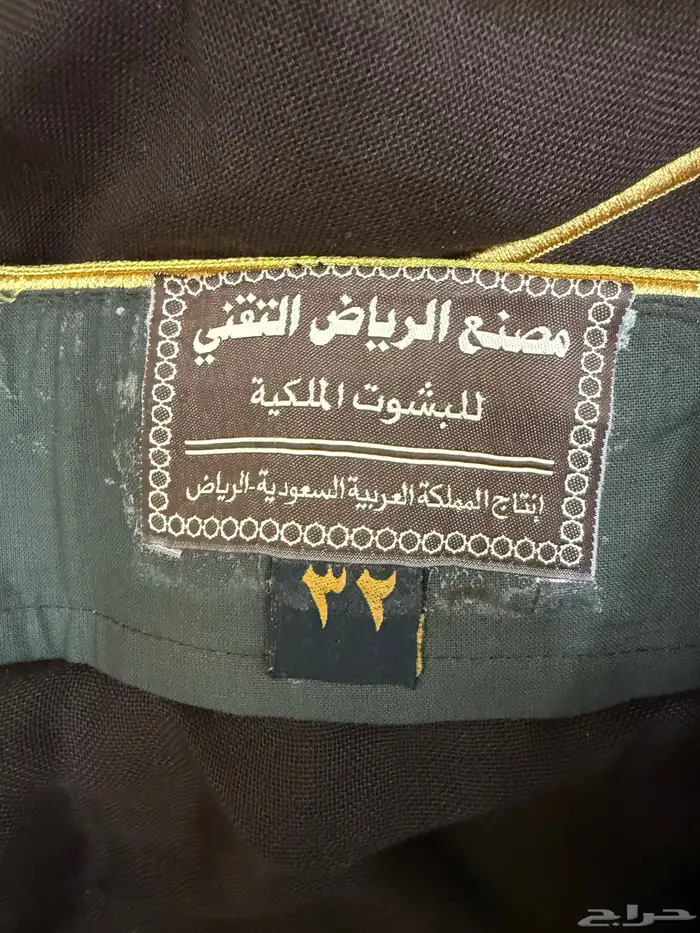 مصنع الرياض التقني
للبشوت الملكية
إنتاج المملكة العربية السعودية-الرياض
٣٢
حراج